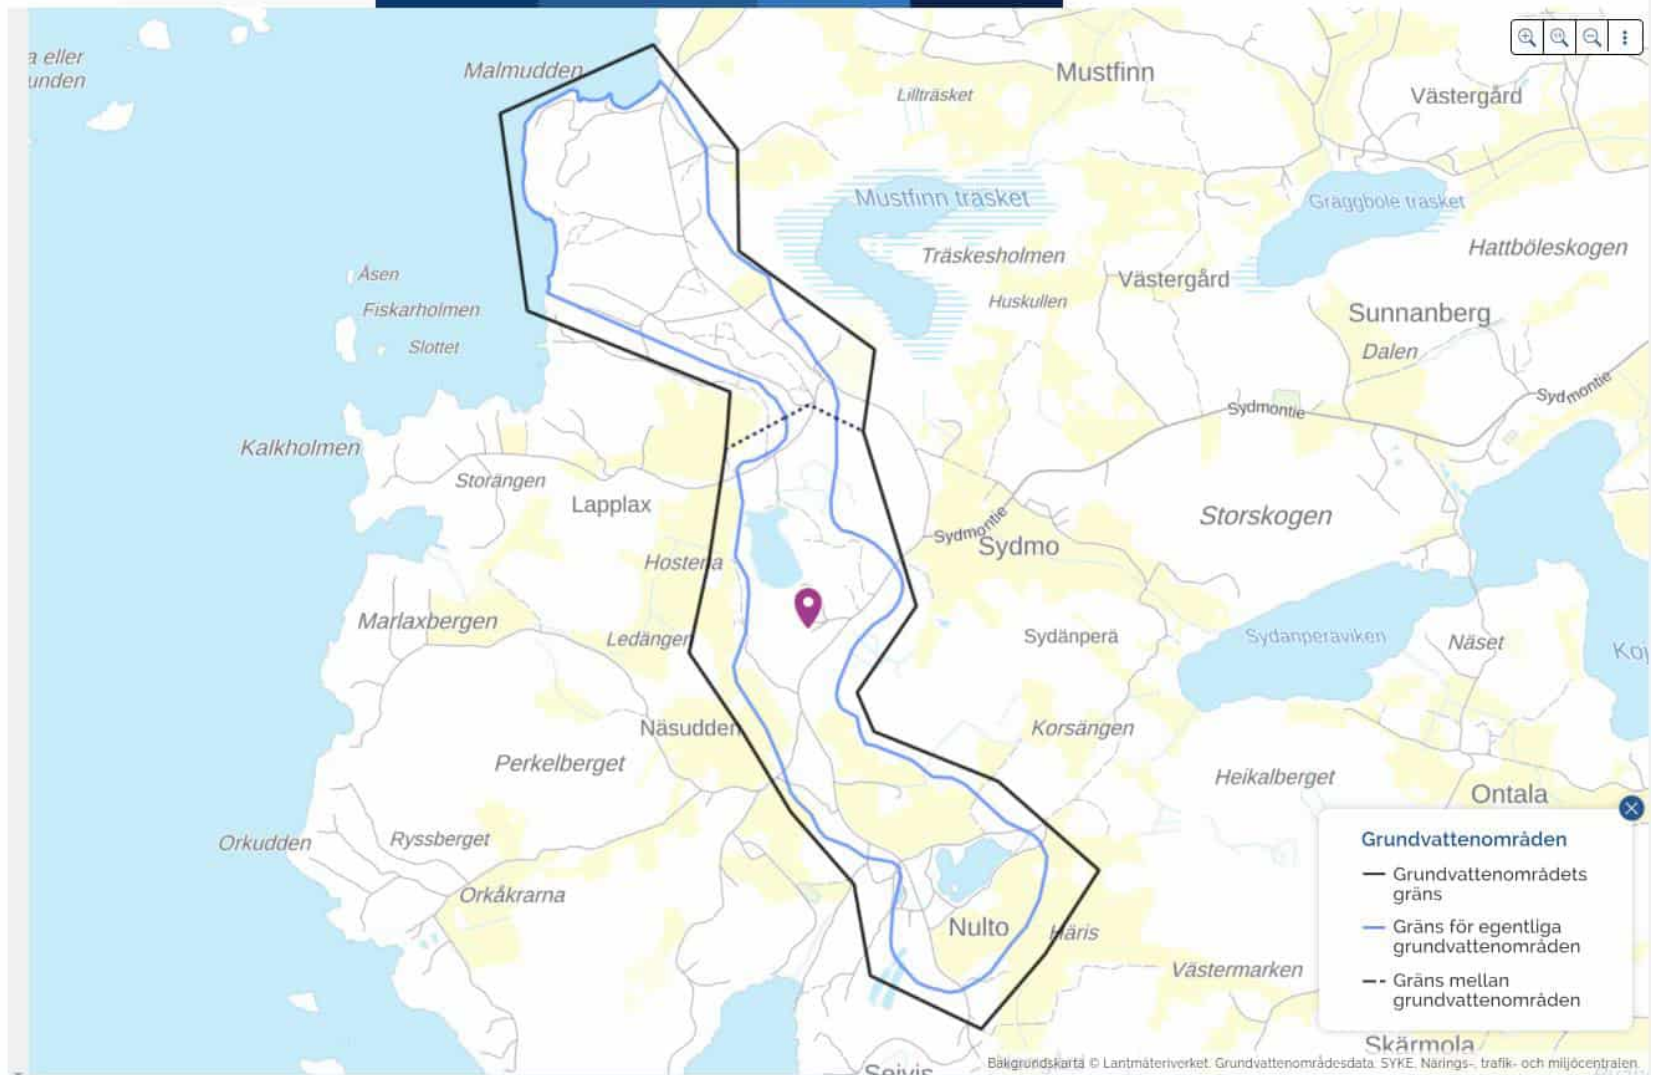 a eller
unden
Malmudden
Mustfinn
Lillträsket
Västergård
Mustfinn träsket
Gräggböle träsket
Hattböleskogen
Träskesholmen
Västergård
Åsen
Huskullen
Fiskarholmen
Sunnanberg
Slottet
Dalen
Sydmontie
Sydmontie
Kalkholmen
Storängen
Lapplax
Storskogen
Sydmontie
Sydmo
Hostena
Marlaxbergen
Ledängen
Sydänperä
Sydänperäviken
Näset
Koj
Näsudden
Korsängen
Perkelberget
Heikalberget
Ontala
Orkudden
Ryssberget
Grundvattenområden
Grundvattenområdets
gräns
Orkåkrarna
Gräns för egentliga
grundvattenområden
Nulto
Häris
Västermarken
Gräns mellan
grundvattenområden
Skärmola
Bakgrundskarta © Lantmäteriverket. Grundvattenområdesdata. SYKE, Närings-, trafik- och miljöcentralen.